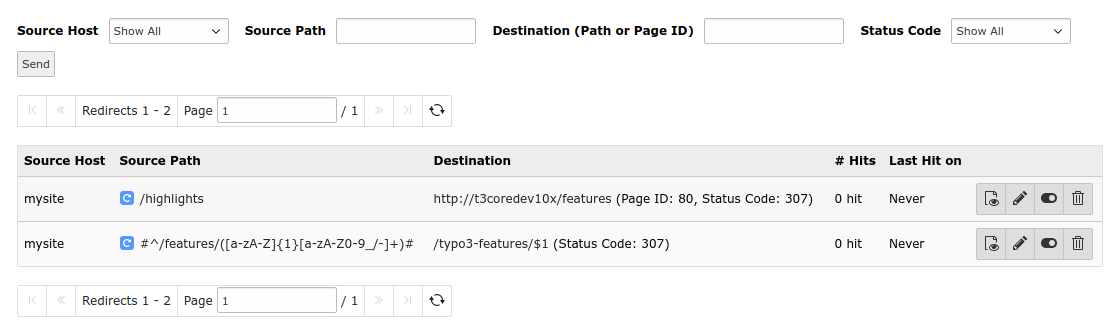 Source Host Show All Source Path Destination (Path or Page ID) Status Code Show All
Send
Redirects 1 - 2 Page 1 / 1
Source Host Source Path Destination # Hits Last Hit on
mysite /highlights http://t3coredev10x/features (Page ID: 80, Status Code: 307) 0 hit Never
mysite #^/features/([a-zA-Z]{1}[a-zA-Z0-9_/-]+)# /typo3-features/$1 (Status Code: 307) 0 hit Never
Redirects 1 - 2 Page 1 / 1